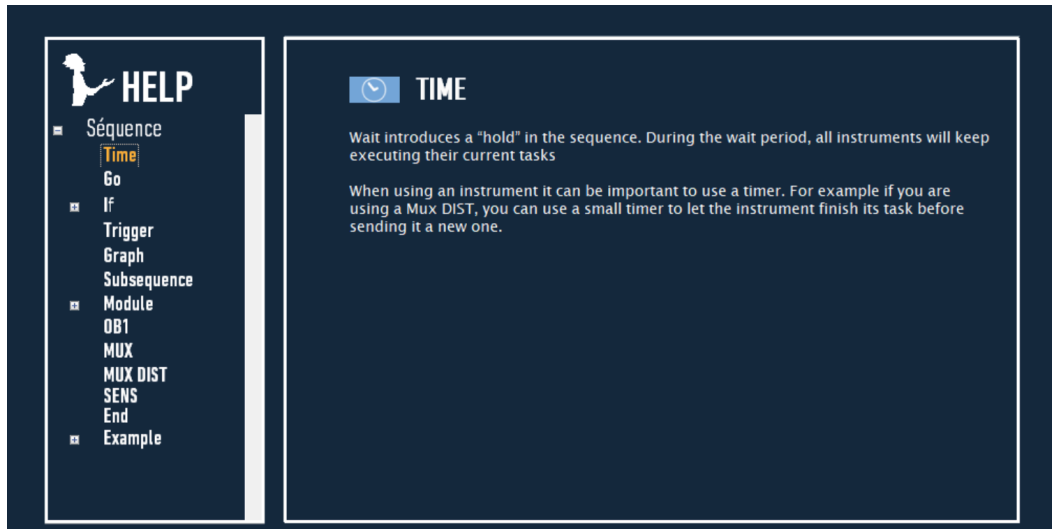 HELP
Séquence
Time
Go
If
Trigger
Graph
Subsequence
Module
OB1
MUX
MUX DIST
SENS
End
Example
TIME
Wait introduces a “hold” in the sequence. During the wait period, all instruments will keep
executing their current tasks
When using an instrument it can be important to use a timer. For example if you are
using a Mux DIST, you can use a small timer to let the instrument finish its task before
sending it a new one.